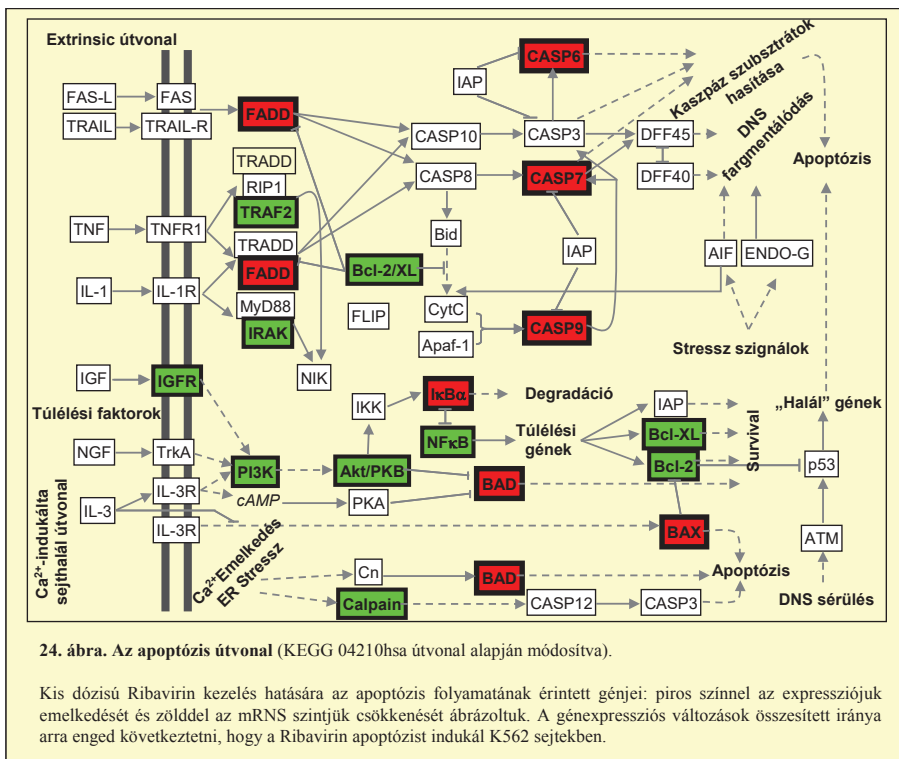 Extrinsic útvonal
CASP6
Kaszpáz szubsztrátok
hasítása
FAS-L
FAS
FADD
IAP
TRAIL
TRAIL-R
CASP10
CASP3
DFF45
DNS
fargmentálódás
TRADD
RIP1
TRAF2
CASP8
CASP7
DFF40
Apoptózis
TNF
TNFR1
TRADD
FADD
Bid
IAP
AIF
ENDO-G
Bcl-2/XL
IL-1
IL-1R
MyD88
IRAK
FLIP
CytC
Apaf-1
CASP9
Stressz szignálok
NIK
IGF
IGFR
IKK
IκBα
Degradáció
IAP
„Halál” gének
Túlélési faktorok
NFκB
Túlélési
gének
Bcl-XL
Bcl-2
Survival
p53
NGF
TrkA
PI3K
Akt/PKB
BAD
IL-3R
cAMP
PKA
IL-3
IL-3R
BAX
ATM
Ca2+-indukálta
sejthalál útvonal
Ca2+Emelkedés
ER Stressz
Cn
BAD
Apoptózis
Calpain
CASP12
CASP3
DNS sérülés
24. ábra. Az apoptózis útvonal (KEGG 04210hsa útvonal alapján módosítva).
Kis dózisú Ribavirin kezelés hatására az apoptózis folyamatának érintett génjei: piros színnel az expressziójuk
emelkedését és zölddel az mRNS szintjük csökkenését ábrázoltuk. A génexpressziós változások összesített iránya
arra enged következtetni, hogy a Ribavirin apoptózist indukál K562 sejtekben.